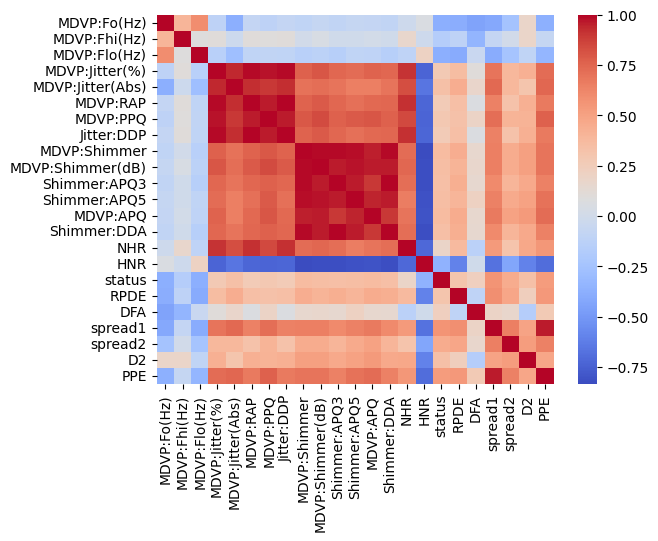 MDVP:Fo(Hz)
MDVP:Fhi(Hz)
MDVP:Flo(Hz)
MDVP:Jitter(%)
MDVP:Jitter(Abs)
MDVP:RAP
MDVP:PPQ
Jitter:DDP
MDVP:Shimmer
MDVP:Shimmer(dB)
Shimmer:APQ3
Shimmer:APQ5
MDVP:APQ
Shimmer:DDA
NHR
HNR
status
RPDE
DFA
spread1
spread2
D2
PPE
MDVP:Fo(Hz)
MDVP:Fhi(Hz)
MDVP:Flo(Hz)
MDVP:Jitter(%)
MDVP:Jitter(Abs)
MDVP:RAP
MDVP:PPQ
Jitter:DDP
MDVP:Shimmer
MDVP:Shimmer(dB)
Shimmer:APQ3
Shimmer:APQ5
MDVP:APQ
Shimmer:DDA
NHR
HNR
status
RPDE
DFA
spread1
spread2
D2
PPE
1.00
0.75
0.50
0.25
0.00
−0.25
−0.50
−0.75